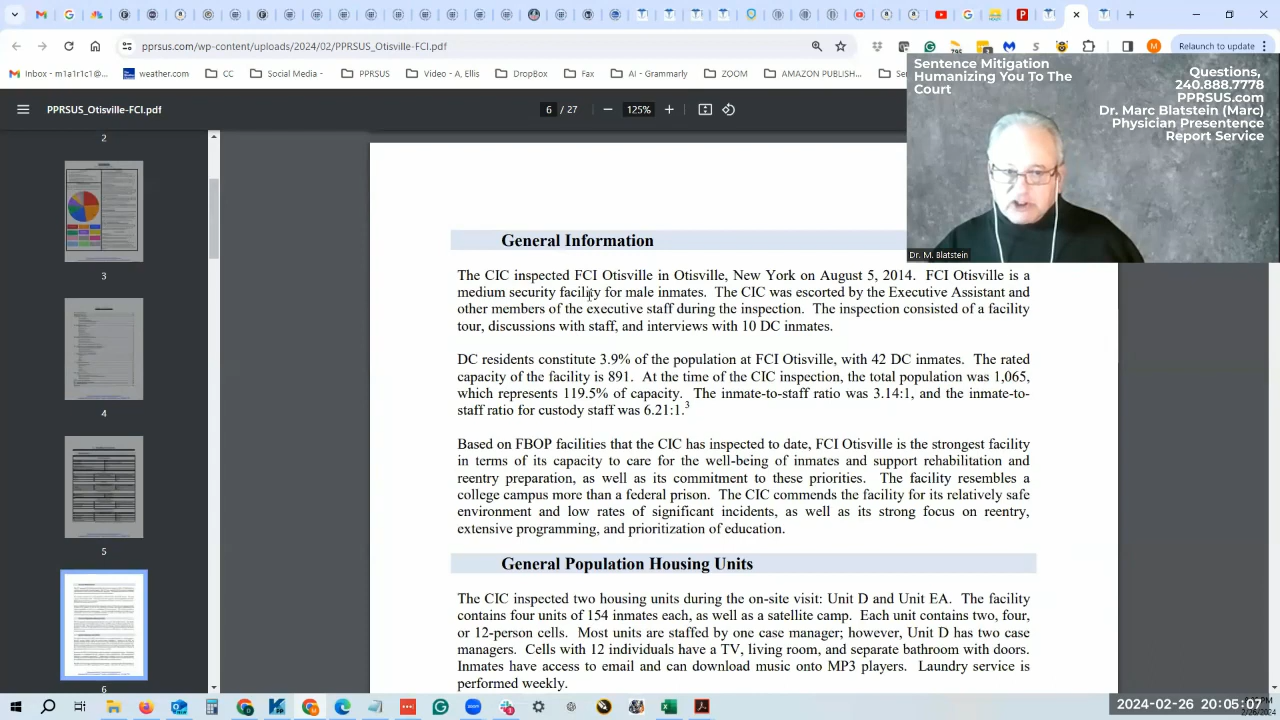 pprsus.com/wp-content/uploads/2024/02/PPRSUS_Otisville-FCI.pdf
Relaunch to update
Inbox - m1a1r1c1@...
weather.com
DropBox
Fax
AI - Grammarly
ZOOM
AMAZON PUBLISH...
Sentence Mitigation
Humanizing You To The
Court
Questions,
240.888.7778
PPRSUS.com
Dr. Marc Blatstein (Marc)
Physician Presentence
Report Service
Dr. M. Blatstein
PPRSUS_Otisville-FCI.pdf
6 / 27
125%
2
3
4
5
6
General Information
The CIC inspected FCI Otisville in Otisville, New York on August 5, 2014. FCI Otisville is a
medium security facility for male inmates. The CIC was escorted by the Executive Assistant and
other members of the executive staff during the inspection. The inspection consisted of a facility
tour, discussions with staff, and interviews with 10 DC inmates.
DC residents constitute 3.9% of the population at FCI Otisville, with 42 DC inmates. The rated
capacity of the facility is 891. At the time of the CIC inspection, the total population was 1,065,
which represents 119.5% of capacity. The inmate-to-staff ratio was 3.14:1, and the inmate-to-
staff ratio for custody staff was 6.21:1.3
Based on FBOP facilities that the CIC has inspected to date, FCI Otisville is the strongest facility
in terms of its capacity to care for the well-being of inmates and support rehabilitation and
reentry preparation, as well as its commitment to these priorities. The facility resembles a
college campus more than a federal prison. The CIC commends the facility for its relatively safe
environment and low rates of significant incidents, as well as its strong focus on reentry,
extensive programming, and prioritization of education.
General Population Housing Units
The CIC inspected two housing units during the on-site visit: Unit D and Unit EA. The facility
contains units of 154 inmates each, as well as a satellite camp. Each unit contains two, four,
and 12-person cells. Most units are staffed by one case manager; however, Unit D has two case
managers. Cells with 12 individuals have a TV, living area and separate bathroom with doors.
Inmates have access to email and can download music onto MP3 players. Laundry service is
performed weekly.
2024-02-26 20:05:07